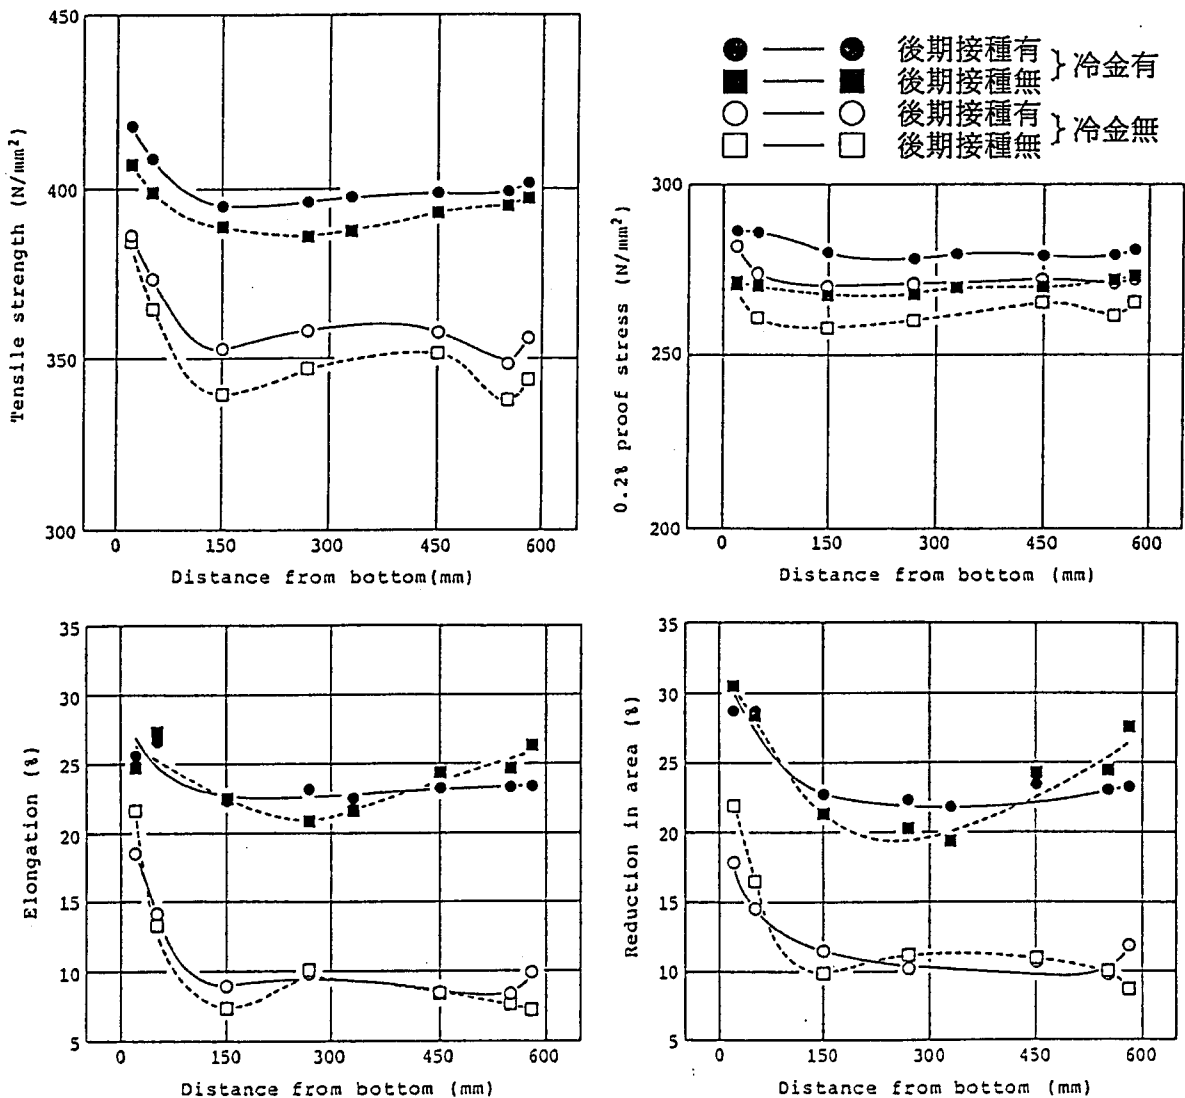 後期接種有
後期接種無
冷金有
後期接種有
後期接種無
冷金無
Tensile strength (N/mm²)
450
400
350
300
0 150 300 450 600
Distance from bottom(mm)
0.2% proof stress (N/mm²)
300
250
200
0 150 300 450 600
Distance from bottom (mm)
Elongation (%)
35
30
25
20
15
10
5
0 150 300 450 600
Distance from bottom (mm)
Reduction in area (%)
35
30
25
20
15
10
5
0 150 300 450 600
Distance from bottom (mm)